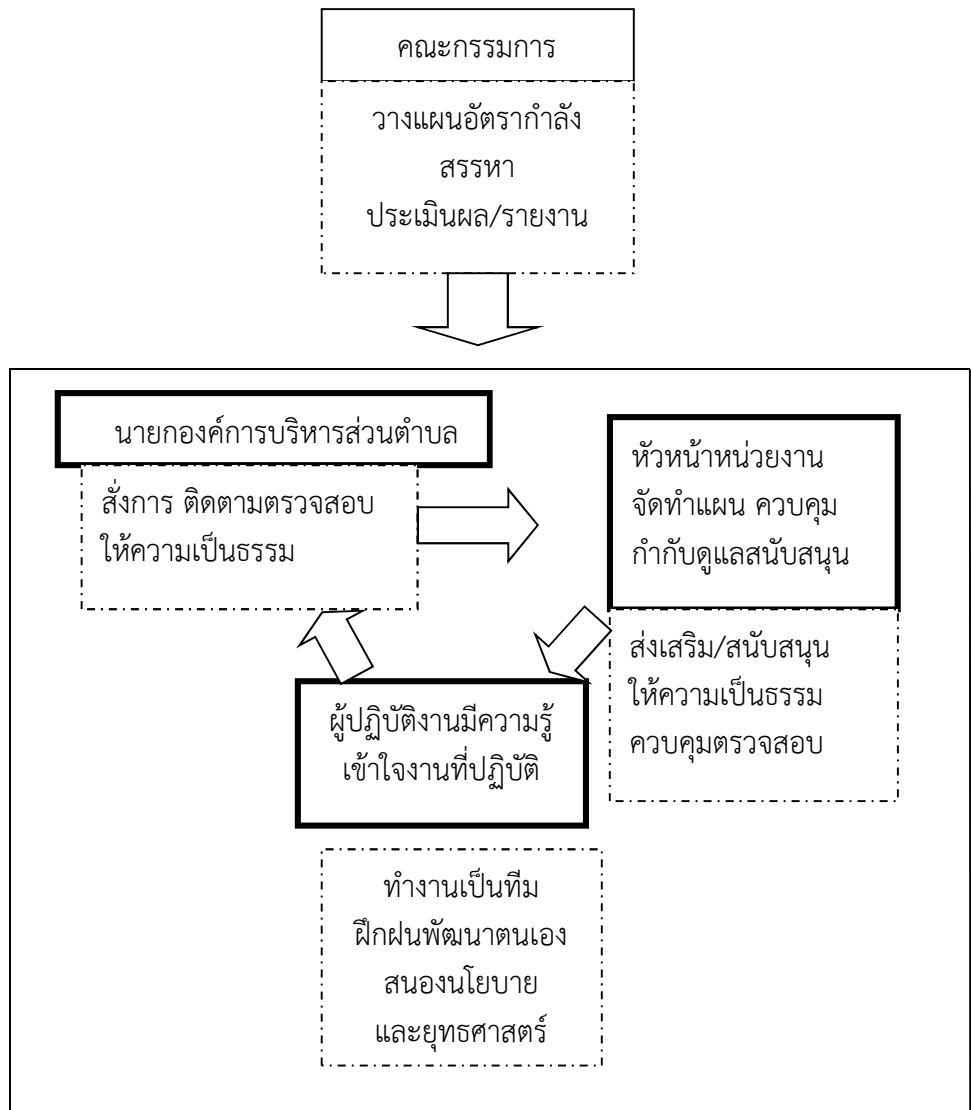 คณะกรรมการ
วางแผนอัตรากำลัง
สรรหา
ประเมินผล/รายงาน
นายกองค์การบริหารส่วนตำบล
สั่งการ ติดตามตรวจสอบ
ให้ความเป็นธรรม
หัวหน้าหน่วยงาน
จัดทำแผน ควบคุม
กำกับดูแลสนับสนุน
ส่งเสริม/สนับสนุน
ให้ความเป็นธรรม
ควบคุมตรวจสอบ
ผู้ปฏิบัติงานมีความรู้
เข้าใจงานที่ปฏิบัติ
ทำงานเป็นทีม
ฝึกฝนพัฒนาตนเอง
สนองนโยบาย
และยุทธศาสตร์